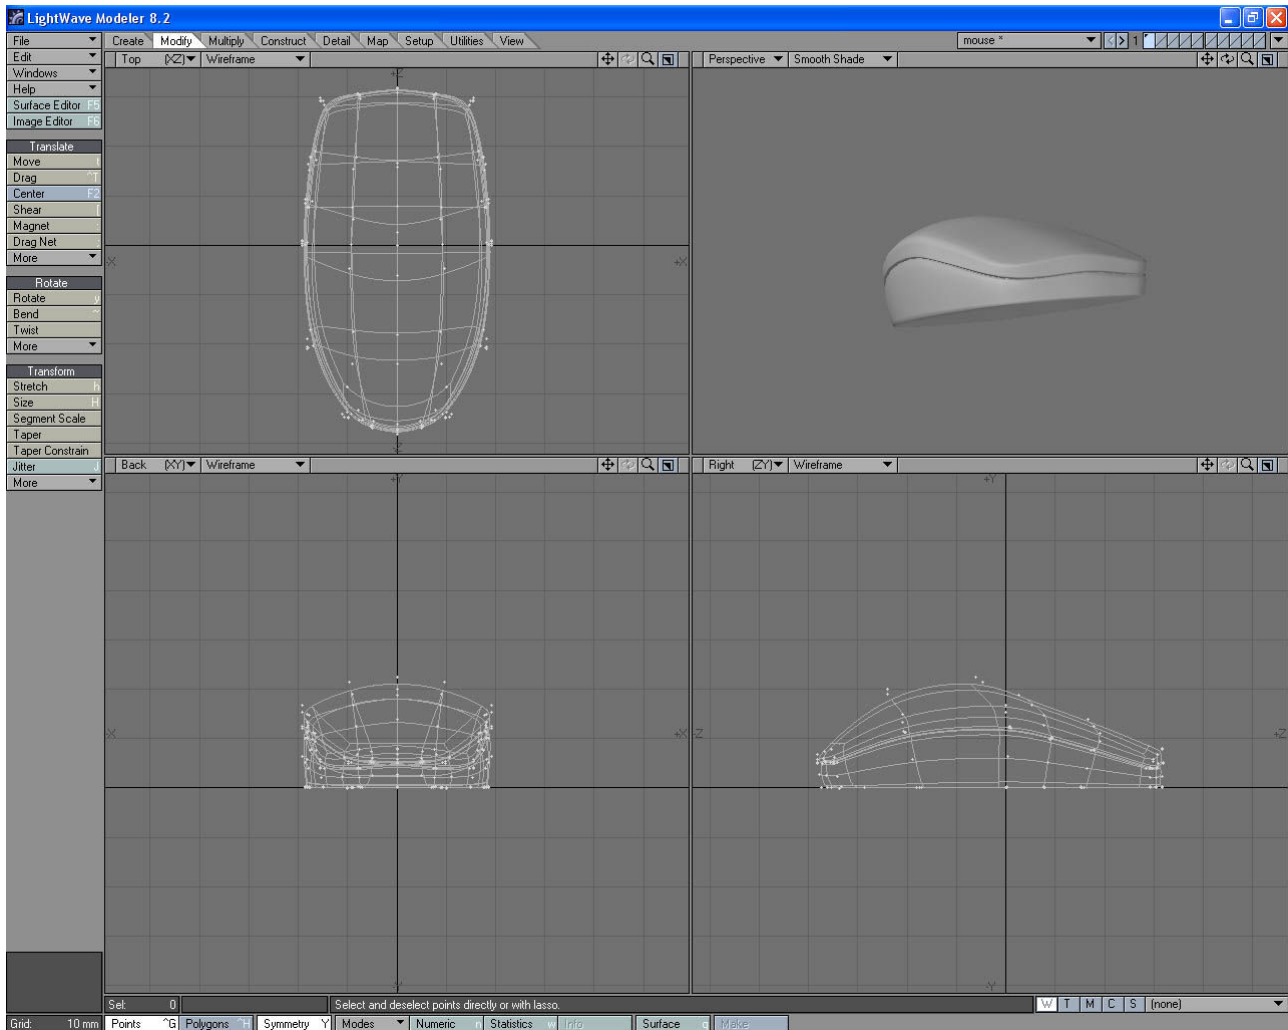 LightWave Modeler 8.2
File Create Modify Multiply Construct Detail Map Setup Utilities View mouse * 1
Edit Top (XZ) Wireframe Perspective Smooth Shade
Windows
Help
Surface Editor F5
Image Editor F6
Translate
Move t
Drag ^T
Center F2
Shear [
Magnet :
Drag Net ;
More
Rotate
Rotate y
Bend ~
Twist
More
Transform
Stretch h
Size H
Segment Scale
Taper
Taper Constrain
Jitter J
More
+Z
-X +X
-Z
Back (XY) Wireframe Right (ZY) Wireframe
+Y +Y
-X +X -Z +Z
-Y -Y
Sel: 0 Select and deselect points directly or with lasso. W T M C S (none)
Grid: 10 mm Points ^G Polygons ^H Symmetry Y Modes Numeric n Statistics w Info i Surface q Make